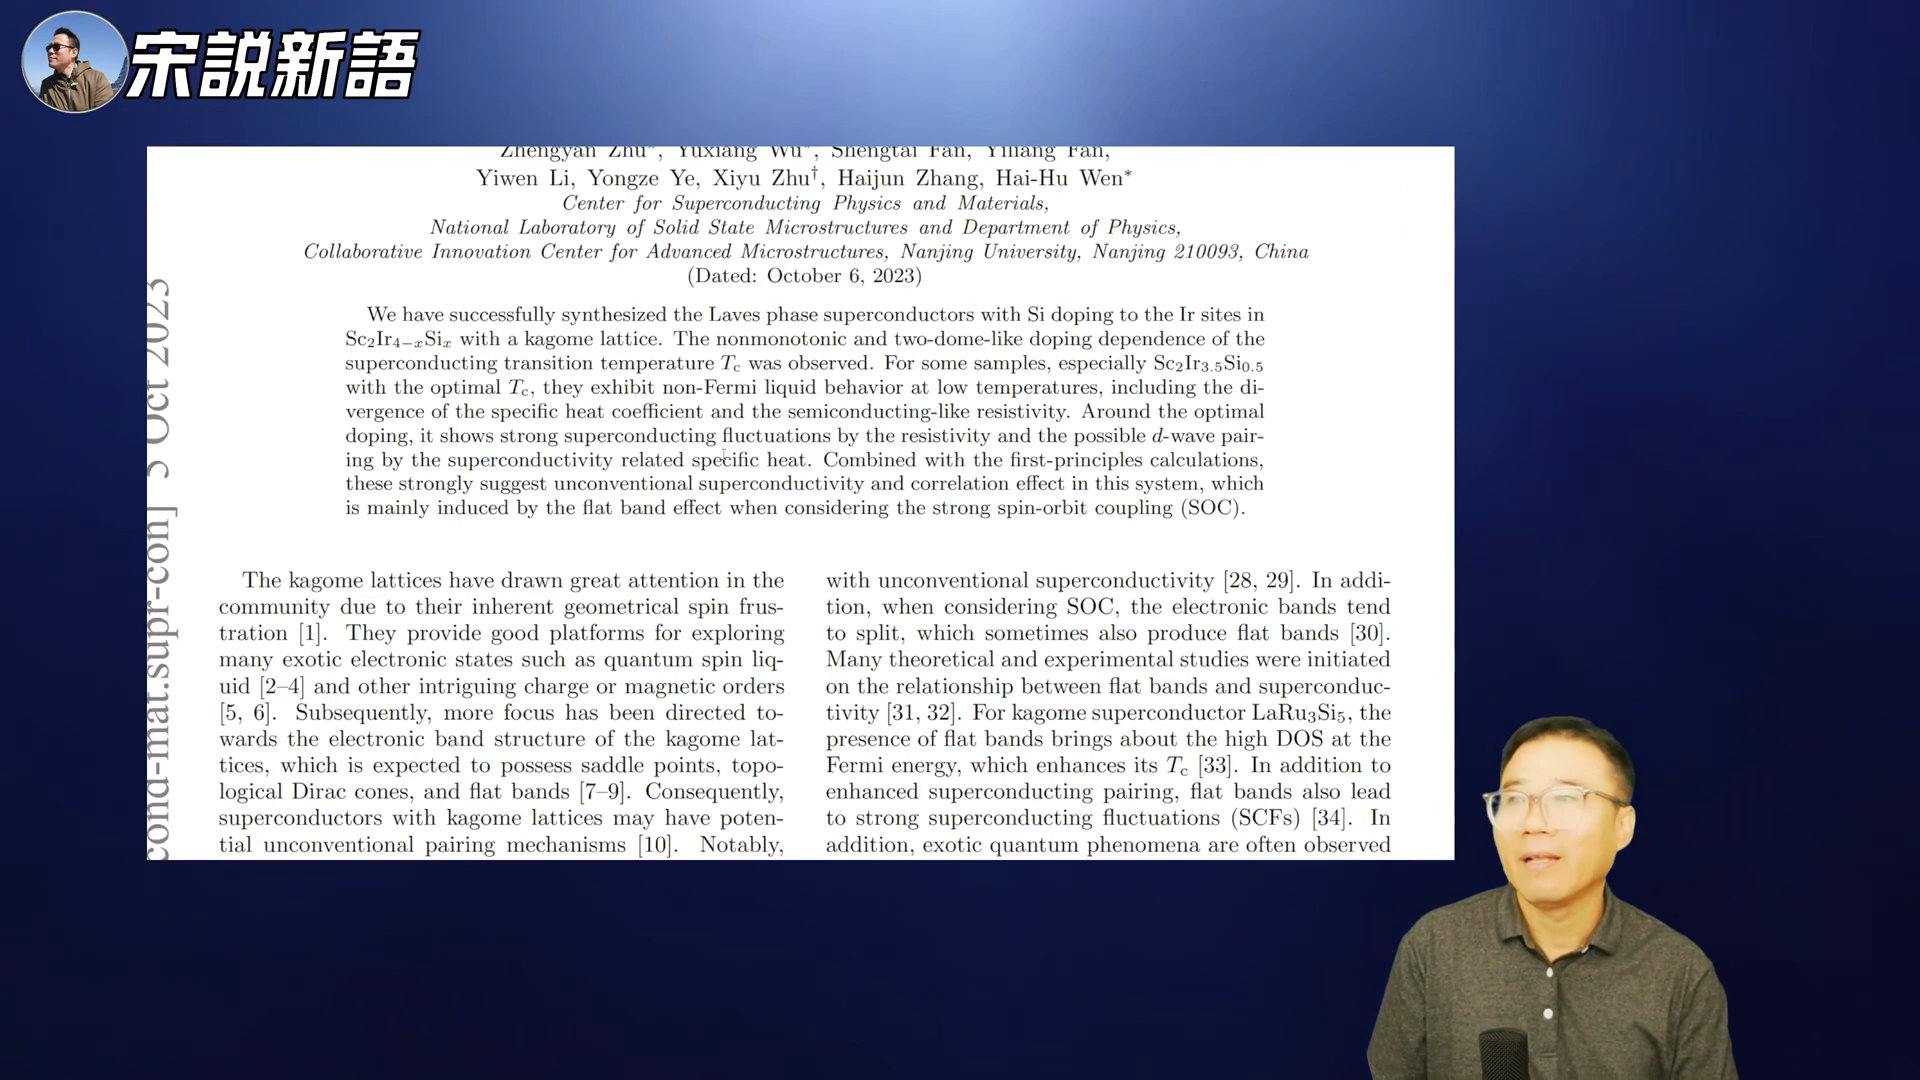 宋説新語
Zhengyan Zhu*, Yuxiang Wu*, Shengtai Fan, Yiliang Fan,
Yiwen Li, Yongze Ye, Xiyu Zhu†, Haijun Zhang, Hai-Hu Wen*
Center for Superconducting Physics and Materials,
National Laboratory of Solid State Microstructures and Department of Physics,
Collaborative Innovation Center for Advanced Microstructures, Nanjing University, Nanjing 210093, China
(Dated: October 6, 2023)
We have successfully synthesized the Laves phase superconductors with Si doping to the Ir sites in
Sc₂Ir₄₋ₓSiₓ with a kagome lattice. The nonmonotonic and two-dome-like doping dependence of the
superconducting transition temperature Tc was observed. For some samples, especially Sc₂Ir₃.₅Si₀.₅
with the optimal Tc, they exhibit non-Fermi liquid behavior at low temperatures, including the di-
vergence of the specific heat coefficient and the semiconducting-like resistivity. Around the optimal
doping, it shows strong superconducting fluctuations by the resistivity and the possible d-wave pair-
ing by the superconductivity related specific heat. Combined with the first-principles calculations,
these strongly suggest unconventional superconductivity and correlation effect in this system, which
is mainly induced by the flat band effect when considering the strong spin-orbit coupling (SOC).
cond-mat.supr-con] 5 Oct 2023
The kagome lattices have drawn great attention in the
community due to their inherent geometrical spin frus-
tration [1]. They provide good platforms for exploring
many exotic electronic states such as quantum spin liq-
uid [2–4] and other intriguing charge or magnetic orders
[5, 6]. Subsequently, more focus has been directed to-
wards the electronic band structure of the kagome lat-
tices, which is expected to possess saddle points, topo-
logical Dirac cones, and flat bands [7–9]. Consequently,
superconductors with kagome lattices may have poten-
tial unconventional pairing mechanisms [10]. Notably,
with unconventional superconductivity [28, 29]. In addi-
tion, when considering SOC, the electronic bands tend
to split, which sometimes also produce flat bands [30].
Many theoretical and experimental studies were initiated
on the relationship between flat bands and superconduc-
tivity [31, 32]. For kagome superconductor LaRu₃Si₅, the
presence of flat bands brings about the high DOS at the
Fermi energy, which enhances its Tc [33]. In addition to
enhanced superconducting pairing, flat bands also lead
to strong superconducting fluctuations (SCFs) [34]. In
addition, exotic quantum phenomena are often observed